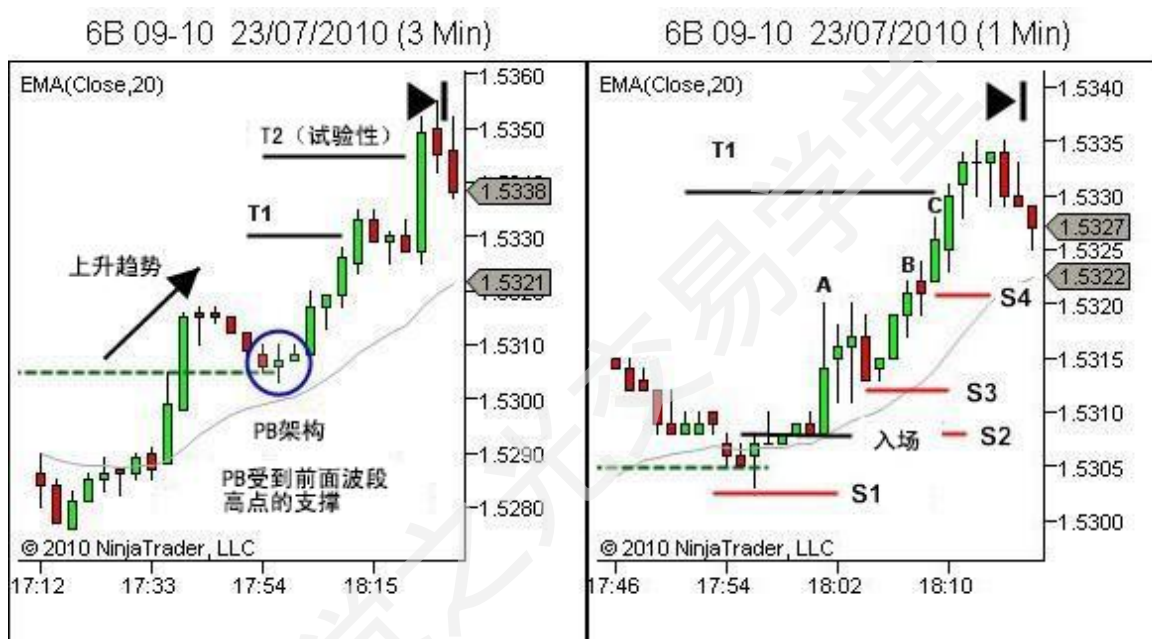 6B 09-10 23/07/2010 (3 Min)
EMA(Close,20)
T2（试验性）
T1
上升趋势
PB架构
PB受到前面波段
高点的支撑
© 2010 NinjaTrader, LLC
1.5360
1.5350
1.5338
1.5330
1.5321
1.5310
1.5300
1.5290
1.5280
17:12
17:33
17:54
18:15
6B 09-10 23/07/2010 (1 Min)
EMA(Close,20)
T1
A
B
C
入场
S1
S2
S3
S4
© 2010 NinjaTrader, LLC
1.5340
1.5335
1.5330
1.5327
1.5325
1.5322
1.5320
1.5315
1.5310
1.5305
1.5300
17:46
17:54
18:02
18:10
之光交易学堂